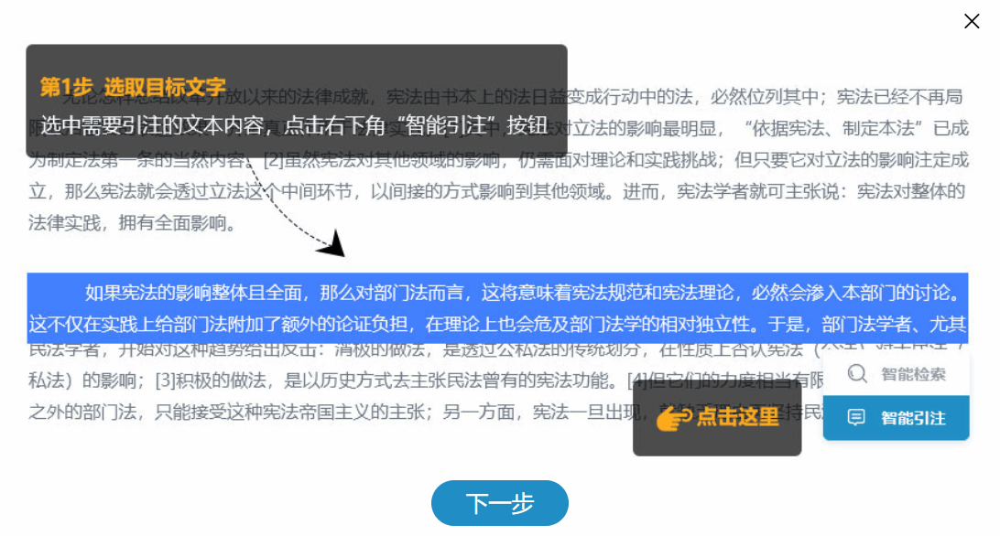 第1步 选取目标文字
选中需要引注的文本内容，点击右下角“智能引注”按钮
无论怎样总结改革开放以来的法律成就，宪法由书本上的法日益变成行动中的法，必然位列其中；宪法已经不再局
对立法的影响最明显，“依据宪法、制定本法”已成
为制定法第一条的当然内容。[2]虽然宪法对其他领域的影响，仍需面对理论和实践挑战；但只要它对立法的影响注定成
立，那么宪法就会透过立法这个中间环节，以间接的方式影响到其他领域。进而，宪法学者就可主张说：宪法对整体的
法律实践，拥有全面影响。
如果宪法的影响整体且全面，那么对部门法而言，这将意味着宪法规范和宪法理论，必然会渗入本部门的讨论。
这不仅在实践上给部门法附加了额外的论证负担，在理论上也会危及部门法学的相对独立性。于是，部门法学者、尤其
民法学者，开始对这种趋势给出反击：消极的做法，是透过公私法的传统划分，在性质上否认宪法（公法）对于民法（
私法）的影响；[3]积极的做法，是以历史方式去主张民法曾有的宪法功能。[4]但它们的力度相当有限
之外的部门法，只能接受这种宪法帝国主义的主张；另一方面，宪法一旦出现，
智能检索
智能引注
点击这里
下一步